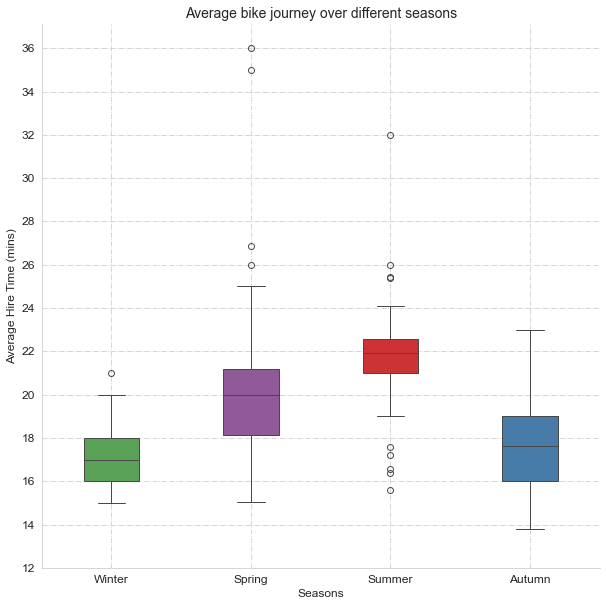 Average bike journey over different seasons
36
34
32
30
28
26
24
22
20
18
16
14
12
Average Hire Time (mins)
Winter
Spring
Summer
Autumn
Seasons